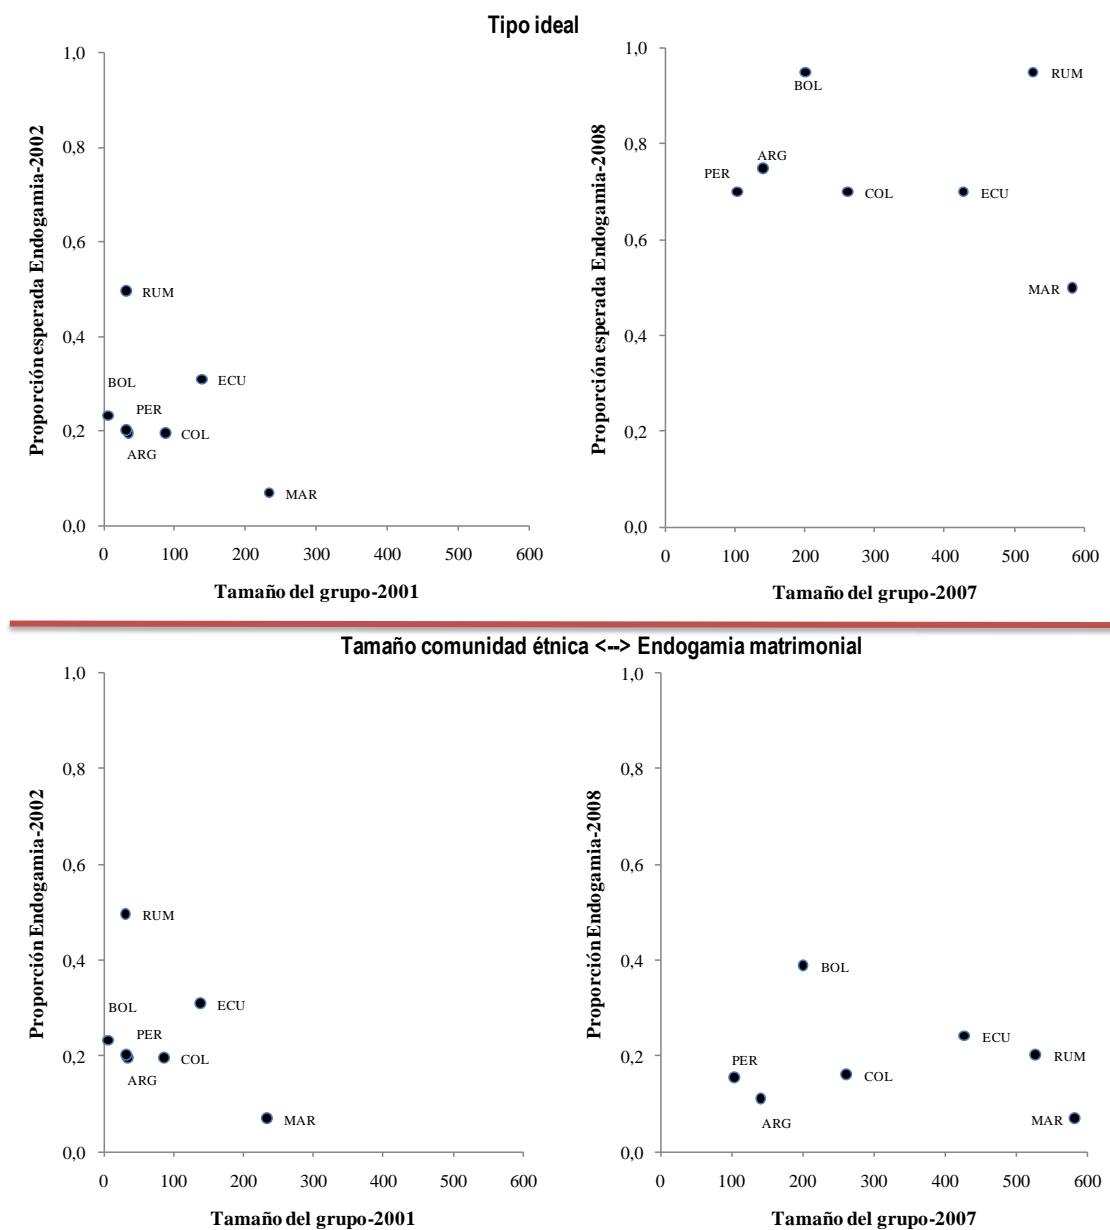 Tipo ideal
Proporción esperada Endogamia-2002
1,0
0,8
0,6
0,4
0,2
0,0
RUM
ECU
BOL
PER
COL
ARG
MAR
0
100
200
300
400
500
600
Tamaño del grupo-2001
Proporción esperada Endogamia-2008
1,0
0,8
0,6
0,4
0,2
0,0
BOL
RUM
ARG
PER
COL
ECU
MAR
0
100
200
300
400
500
600
Tamaño del grupo-2007
Tamaño comunidad étnica <--> Endogamia matrimonial
Proporción Endogamia-2002
1,0
0,8
0,6
0,4
0,2
0,0
RUM
BOL
ECU
PER
COL
ARG
MAR
0
100
200
300
400
500
600
Tamaño del grupo-2001
Proporción Endogamia-2008
1,0
0,8
0,6
0,4
0,2
0,0
BOL
ECU
RUM
PER
COL
ARG
MAR
0
100
200
300
400
500
600
Tamaño del grupo-2007